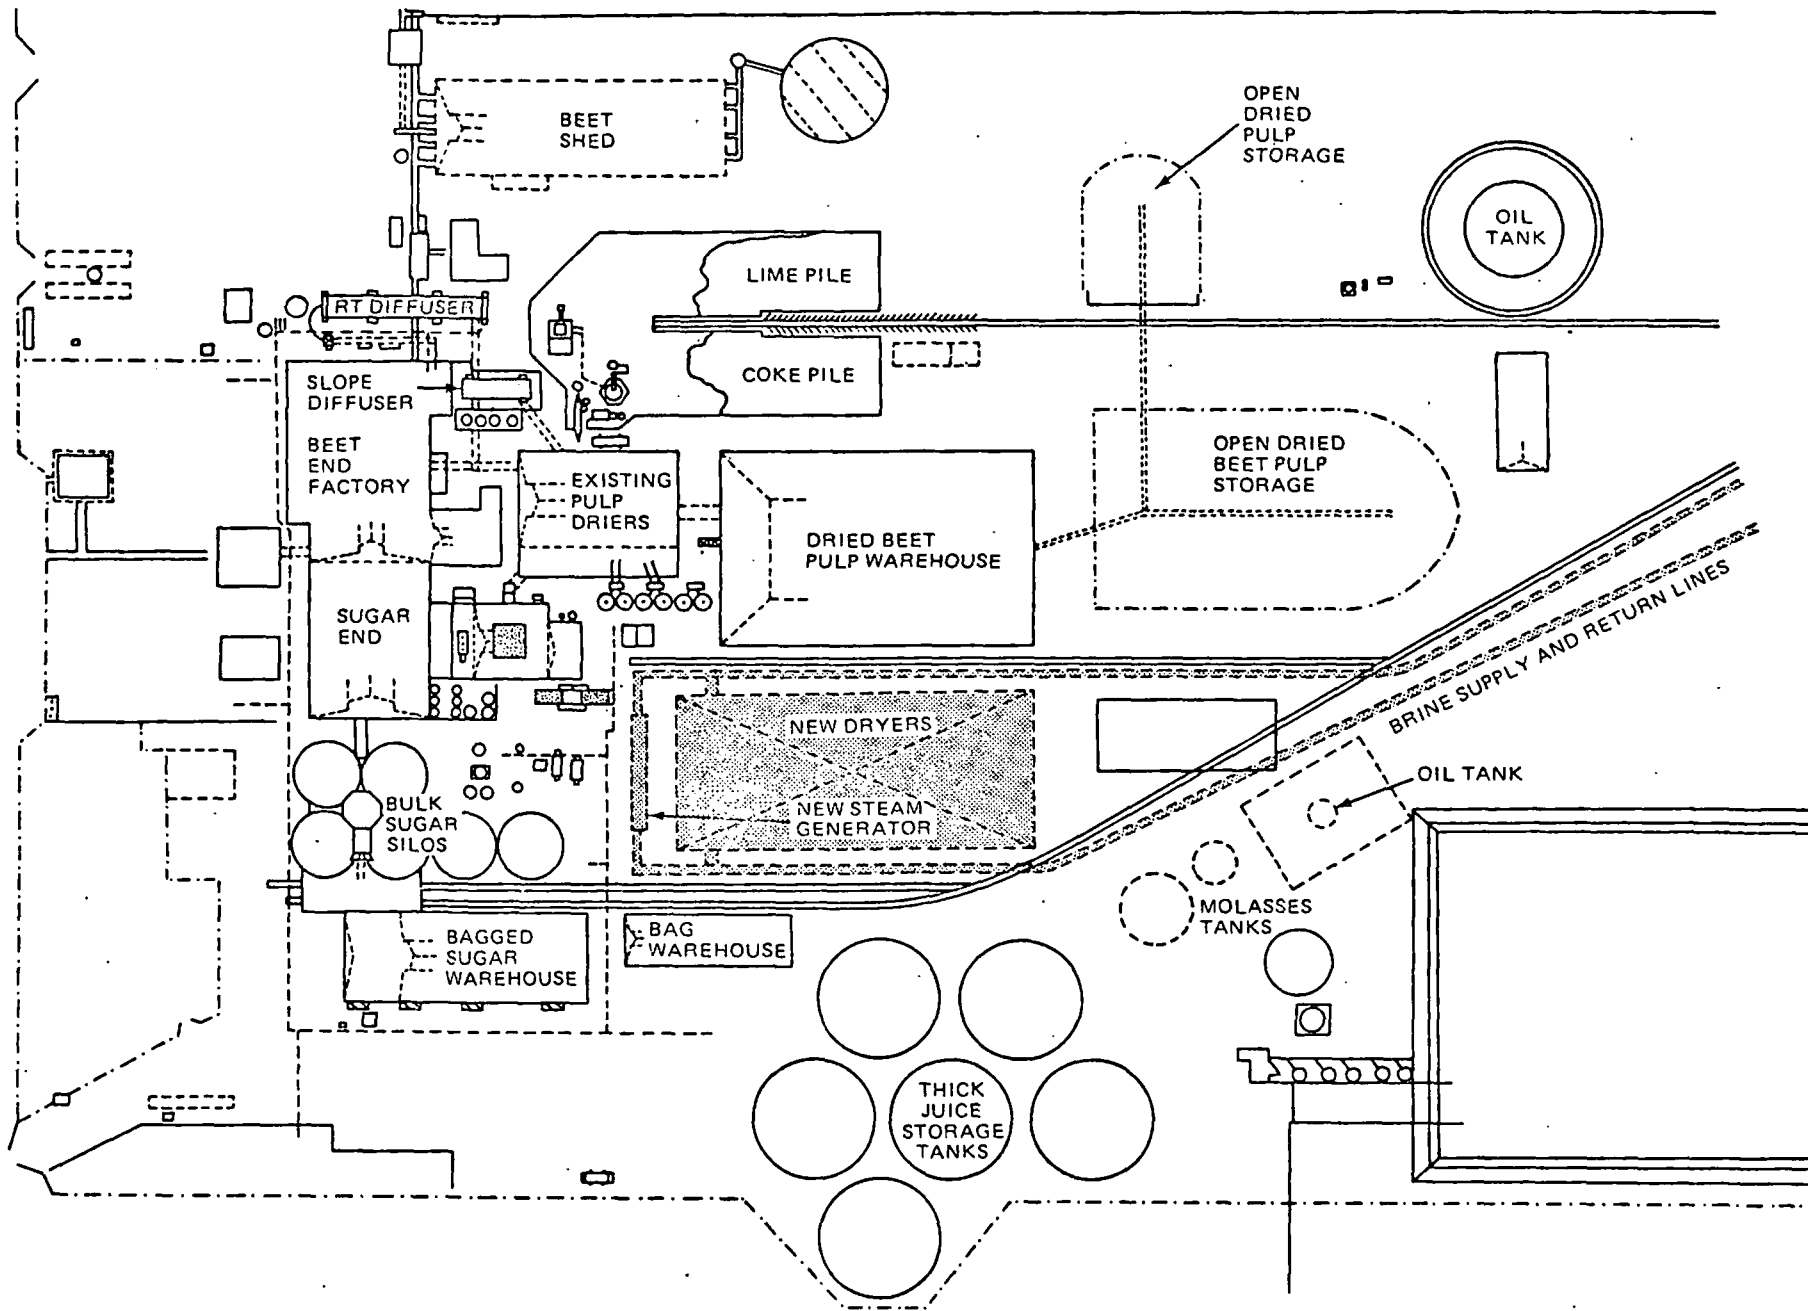 BEET
SHED
OPEN
DRIED
PULP
STORAGE
OIL
TANK
LIME PILE
RT DIFFUSER
COKE PILE
SLOPE
DIFFUSER
BEET
END
FACTORY
EXISTING
PULP
DRIERS
OPEN DRIED
BEET PULP
STORAGE
DRIED BEET
PULP WAREHOUSE
SUGAR
END
BRINE SUPPLY AND RETURN LINES
NEW DRYERS
NEW STEAM
GENERATOR
OIL TANK
BULK
SUGAR
SILOS
MOLASSES
TANKS
BAGGED
SUGAR
WAREHOUSE
BAG
WAREHOUSE
THICK
JUICE
STORAGE
TANKS